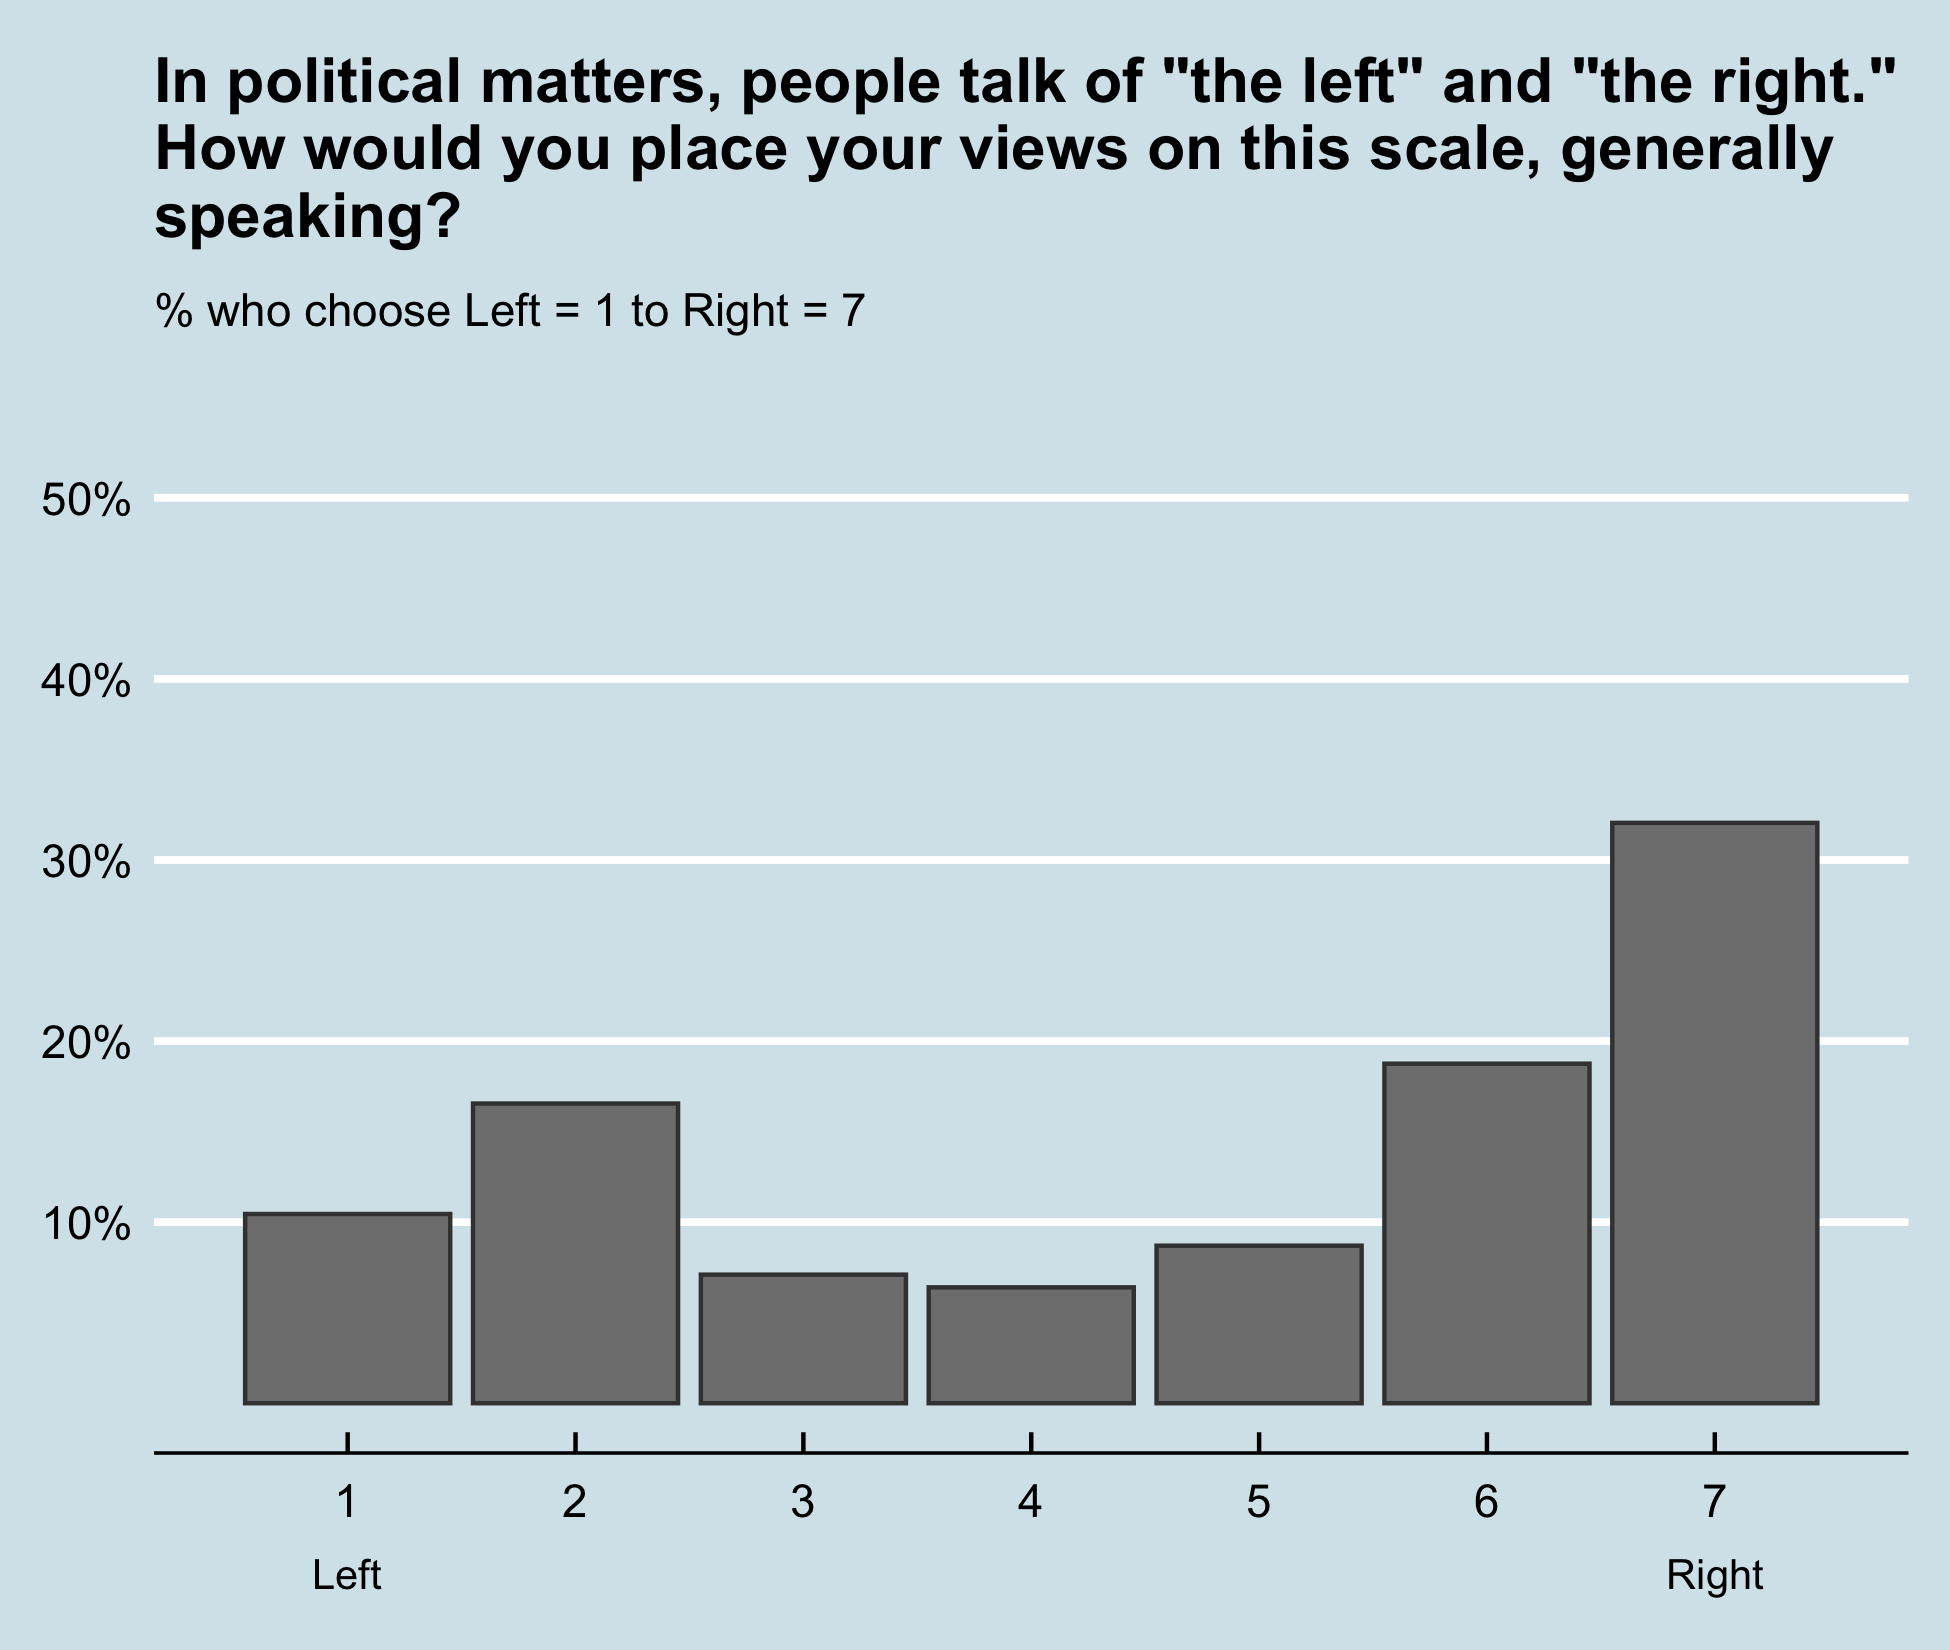 In political matters, people talk of "the left" and "the right."
How would you place your views on this scale, generally
speaking?
% who choose Left = 1 to Right = 7
50%
40%
30%
20%
10%
1 2 3 4 5 6 7
Left Right